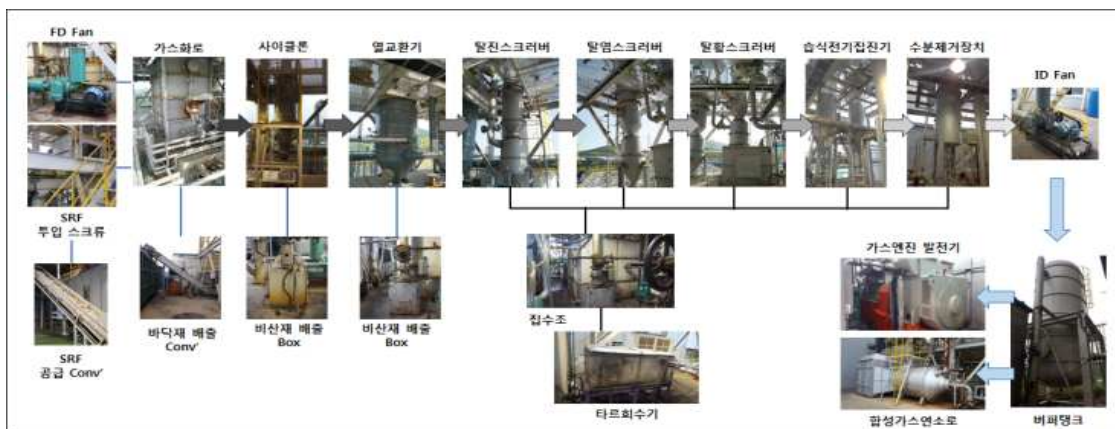 FD Fan
가스화로
사이클론
열교환기
탈진스크러버
탈염스크러버
탈황스크러버
습식전기집진기
수분제거장치
ID Fan
SRF
투입 스크류
가스엔진 발전기
바닥재 배출
Conv'
비산재 배출
Box
비산재 배출
Box
집수조
SRF
공급 Conv'
타르회수기
합성가스연소로
버퍼탱크